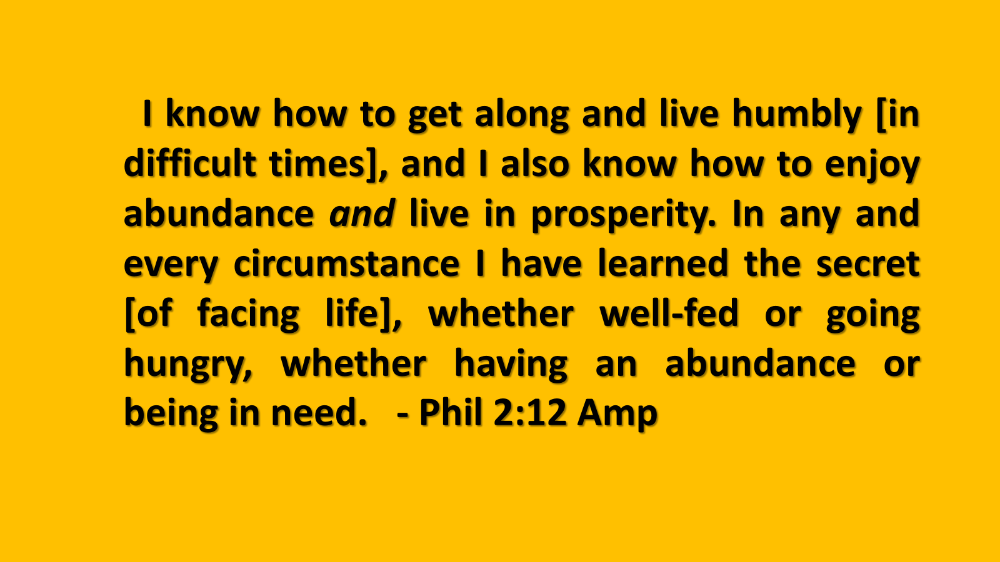 I know how to get along and live humbly [in
difficult times], and I also know how to enjoy
abundance and live in prosperity. In any and
every circumstance I have learned the secret
[of facing life], whether well-fed or going
hungry, whether having an abundance or
being in need.   - Phil 2:12 Amp